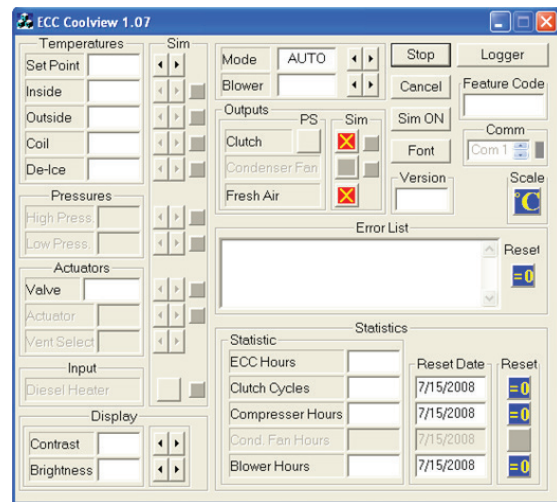 ECC Coolview 1.07
Temperatures
Sim
Set Point
Inside
Outside
Coil
De-Ice
Pressures
High Press.
Low Press.
Actuators
Valve
Actuator
Vent Select
Input
Diesel Heater
Display
Contrast
Brightness
Mode AUTO
Blower
Outputs
PS Sim
Clutch
Condenser Fan
Fresh Air
Stop
Logger
Cancel
Sim ON
Font
Feature Code
Comm
Com 1
Version
Scale
°C
Error List
Reset
=0
Statistics
Statistic
Reset Date
Reset
ECC Hours
Clutch Cycles 7/15/2008 =0
Compresser Hours 7/15/2008 =0
Cond. Fan Hours 7/15/2008
Blower Hours 7/15/2008 =0